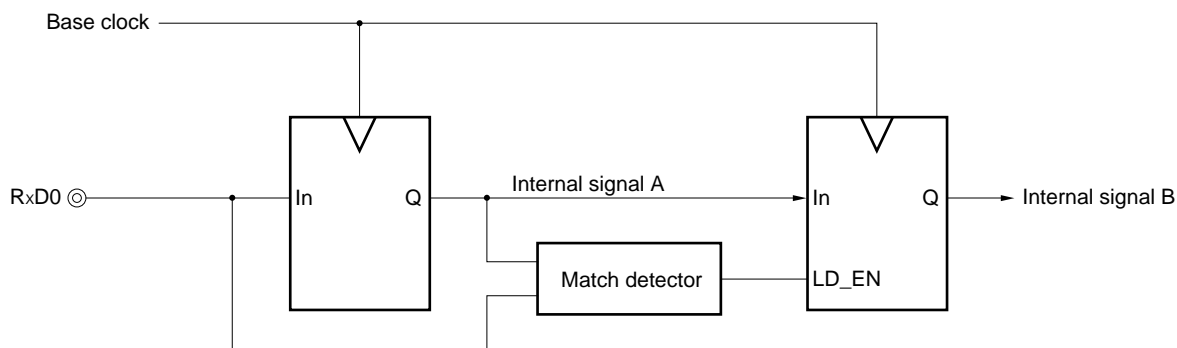 Base clock
RxD0
In
Q
Internal signal A
In
Q
Internal signal B
Match detector
LD_EN